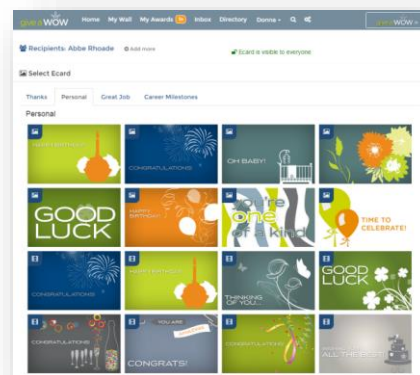 give a WOW Home My Wall My Awards Inbox Directory Donna give a WOW
Recipients: Abbe Rhoade Add more Ecard is visible to everyone
Select Ecard
Thanks Personal Great Job Career Milestones
Personal
HAPPY BIRTHDAY!
CONGRATULATIONS!
OH BABY!
GOOD LUCK
HAPPY BIRTHDAY!
you're one of a kind
TIME TO CELEBRATE!
CONGRATULATIONS!
HAPPY BIRTHDAY!
THINKING OF YOU...
GOOD LUCK
CONGRATULATIONS!
YOU ARE
CONGRATS!
CONGRATULATIONS!
ALL THE BEST